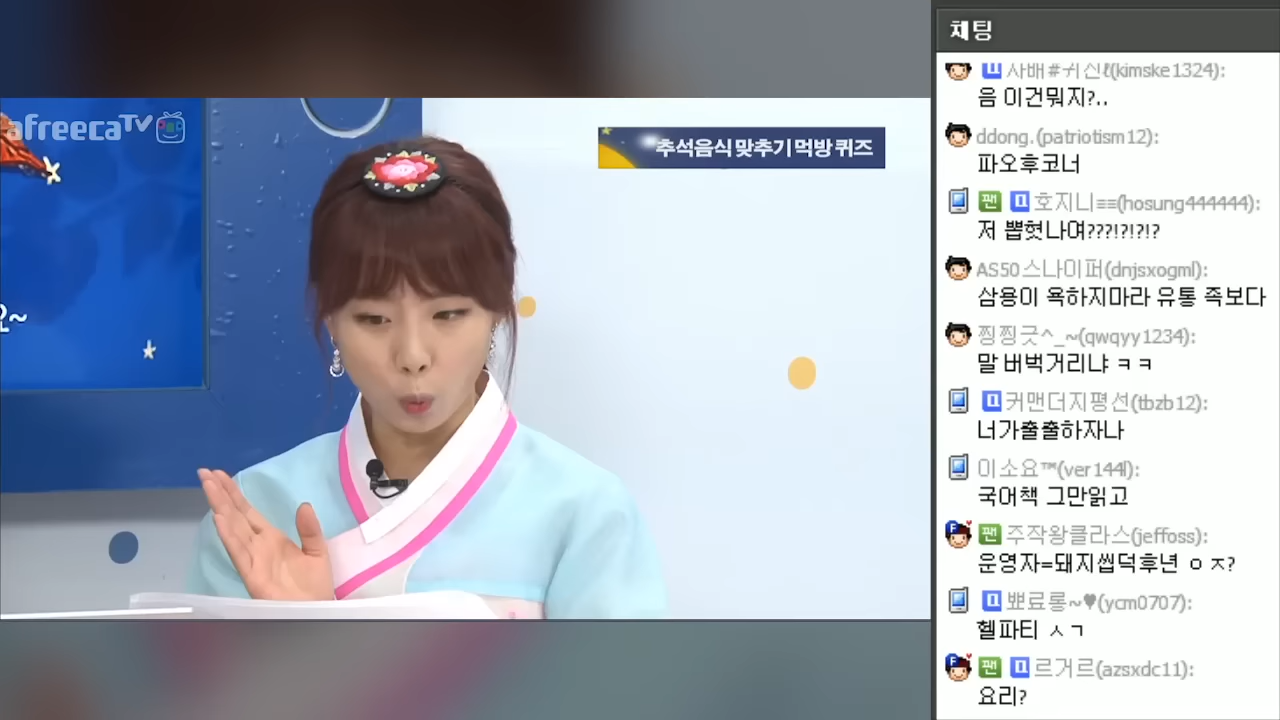 afreecaTV
추석음식 맞추기 먹방 퀴즈
요~
채팅
사배#귀신ℓ(kimske1324):
음 이건뭐지?..
ddong.(patriotism12):
파오후코너
팬 호지니==(hosung444444):
저 뽑혓나여???!?!?!?
AS50스나이퍼(dnjsxogml):
삼용이 욕하지마라 유통 족보다
찡찡긋^_~(qwqyy1234):
말 버벅거리냐 ㅋㅋ
커맨더지평선(tbzb12):
너가출출하자나
이소요™(ver144l):
국어책 그만읽고
팬 주작왕클라스(jeffoss):
운영자=돼지씹덕후년 ㅇㅈ?
뾰료롱~♥(ycm0707):
헬파티 ㅅㄱ
팬 르거르(azsxdc11):
요리?